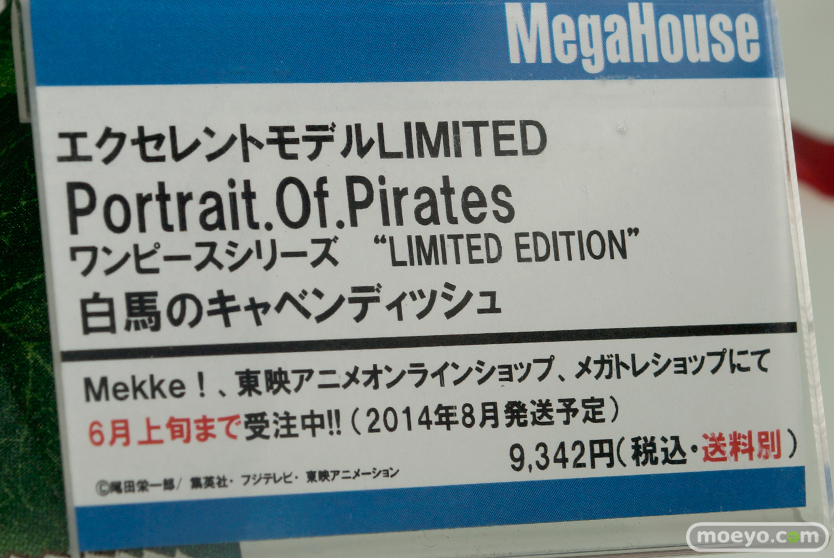 MegaHouse
エクセレントモデルLIMITED
Portrait.Of.Pirates
ワンピースシリーズ “LIMITED EDITION”
白馬のキャベンディッシュ
Mekke！、東映アニメオンラインショップ、メガトレショップにて
6月上旬まで受注中!!（2014年8月発送予定）
9,342円（税込・送料別）
©尾田栄一郎/ 集英社・フジテレビ・東映アニメーション
moeyo.com